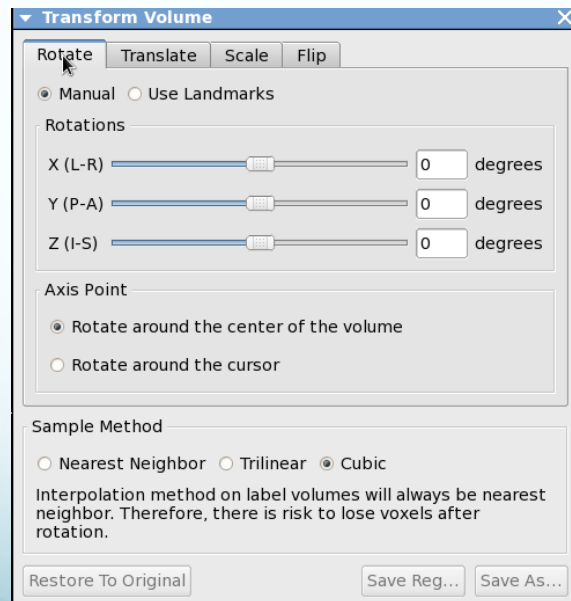 Transform Volume
Rotate Translate Scale Flip
Manual Use Landmarks
Rotations
X (L-R) 0 degrees
Y (P-A) 0 degrees
Z (I-S) 0 degrees
Axis Point
Rotate around the center of the volume
Rotate around the cursor
Sample Method
Nearest Neighbor Trilinear Cubic
Interpolation method on label volumes will always be nearest
neighbor. Therefore, there is risk to lose voxels after
rotation.
Restore To Original Save Reg... Save As...